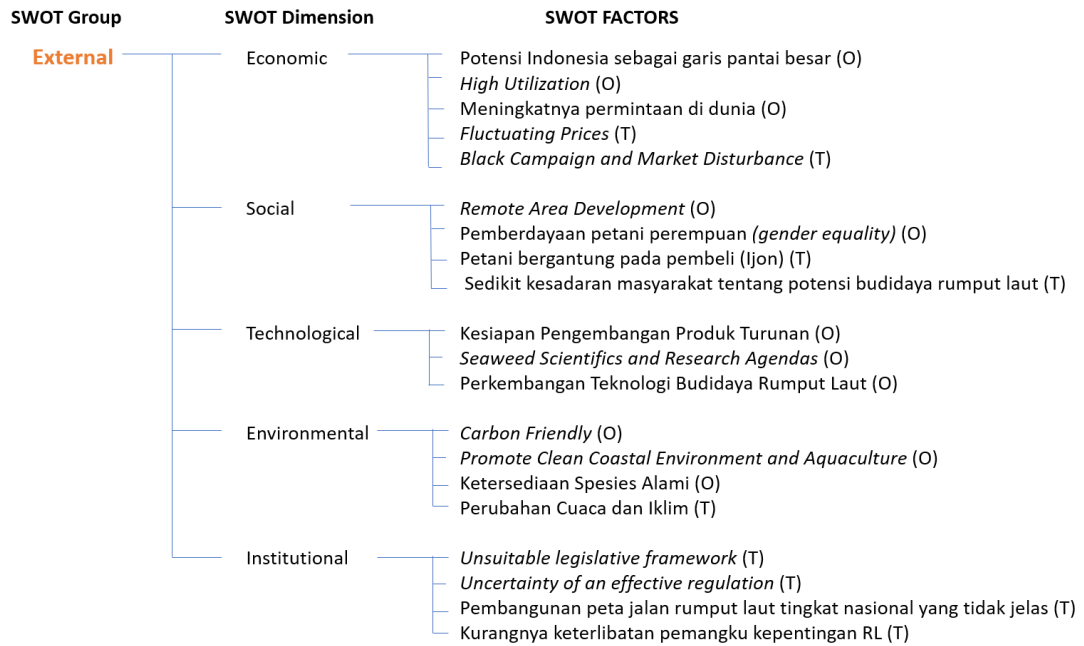 SWOT Group SWOT Dimension SWOT FACTORS
External Economic Potensi Indonesia sebagai garis pantai besar (O)
High Utilization (O)
Meningkatnya permintaan di dunia (O)
Fluctuating Prices (T)
Black Campaign and Market Disturbance (T)
Social Remote Area Development (O)
Pemberdayaan petani perempuan (gender equality) (O)
Petani bergantung pada pembeli (Ijon) (T)
Sedikit kesadaran masyarakat tentang potensi budidaya rumput laut (T)
Technological Kesiapan Pengembangan Produk Turunan (O)
Seaweed Scientifics and Research Agendas (O)
Perkembangan Teknologi Budidaya Rumput Laut (O)
Environmental Carbon Friendly (O)
Promote Clean Coastal Environment and Aquaculture (O)
Ketersediaan Spesies Alami (O)
Perubahan Cuaca dan Iklim (T)
Institutional Unsuitable legislative framework (T)
Uncertainty of an effective regulation (T)
Pembangunan peta jalan rumput laut tingkat nasional yang tidak jelas (T)
Kurangnya keterlibatan pemangku kepentingan RL (T)